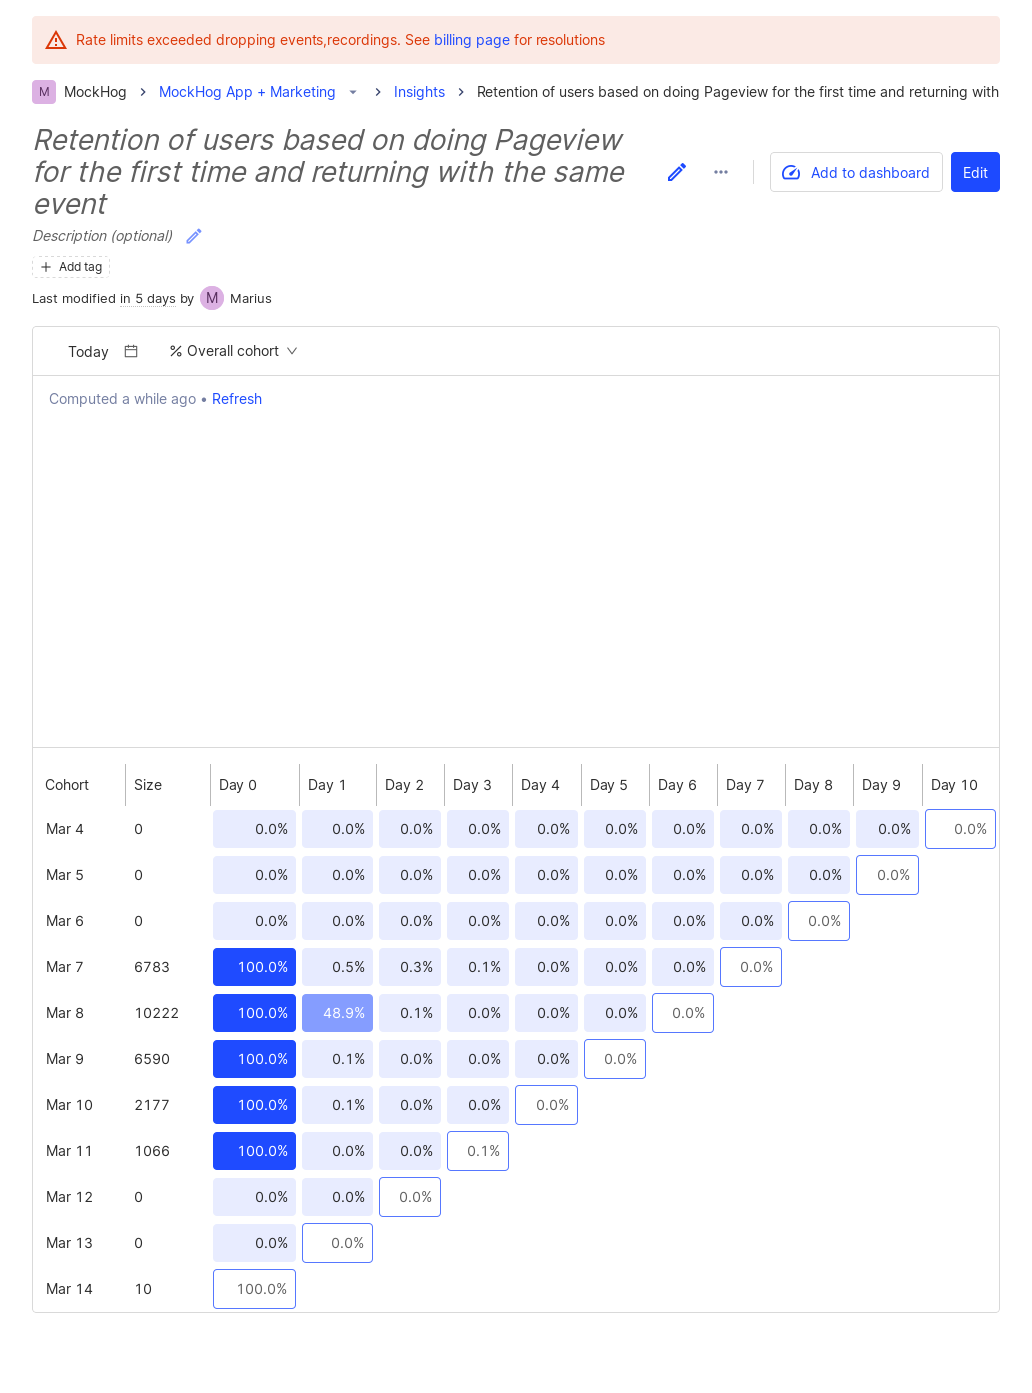 Rate limits exceeded dropping events,recordings. See billing page for resolutions
M MockHog MockHog App + Marketing Insights Retention of users based on doing Pageview for the first time and returning with
Retention of users based on doing Pageview
for the first time and returning with the same
event
Add to dashboard Edit
Description (optional)
Add tag
Last modified in 5 days by M Marius
Today % Overall cohort
Computed a while ago • Refresh
Cohort Size Day 0 Day 1 Day 2 Day 3 Day 4 Day 5 Day 6 Day 7 Day 8 Day 9 Day 10
Mar 4 0 0.0% 0.0% 0.0% 0.0% 0.0% 0.0% 0.0% 0.0% 0.0% 0.0% 0.0%
Mar 5 0 0.0% 0.0% 0.0% 0.0% 0.0% 0.0% 0.0% 0.0% 0.0% 0.0%
Mar 6 0 0.0% 0.0% 0.0% 0.0% 0.0% 0.0% 0.0% 0.0% 0.0%
Mar 7 6783 100.0% 0.5% 0.3% 0.1% 0.0% 0.0% 0.0% 0.0%
Mar 8 10222 100.0% 48.9% 0.1% 0.0% 0.0% 0.0% 0.0%
Mar 9 6590 100.0% 0.1% 0.0% 0.0% 0.0% 0.0%
Mar 10 2177 100.0% 0.1% 0.0% 0.0% 0.0%
Mar 11 1066 100.0% 0.0% 0.0% 0.1%
Mar 12 0 0.0% 0.0% 0.0%
Mar 13 0 0.0% 0.0%
Mar 14 10 100.0%